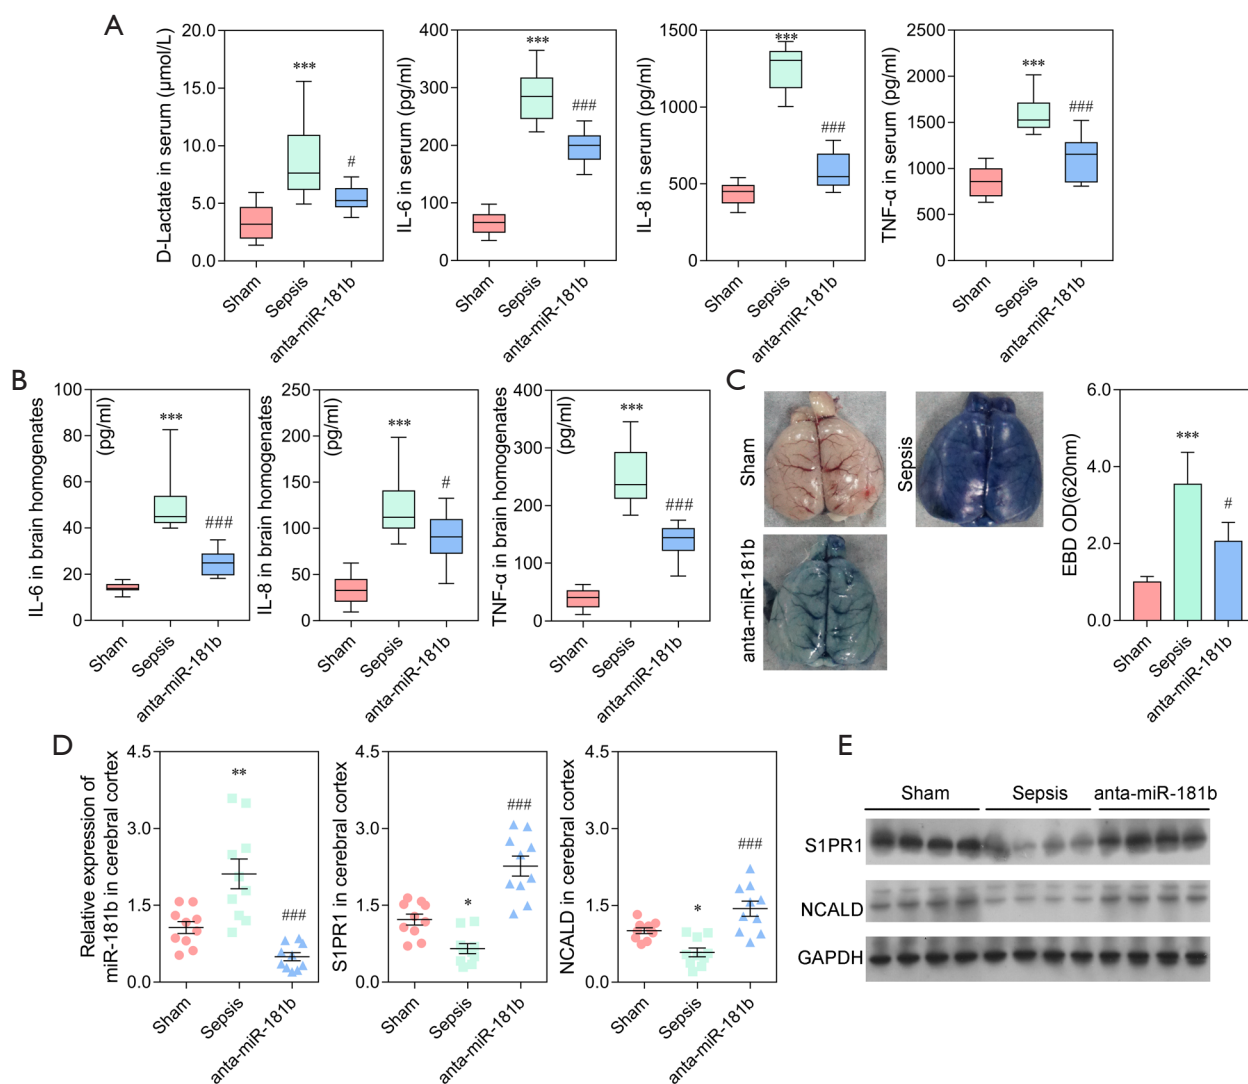 A
D-Lactate in serum (μmol/L)
20.0
15.0
10.0
5.0
0.0
***
#
Sham
Sepsis
anta-miR-181b
IL-6 in serum (pg/ml)
400
300
200
100
0
***
###
Sham
Sepsis
anta-miR-181b
IL-8 in serum (pg/ml)
1500
1000
500
0
***
###
Sham
Sepsis
anta-miR-181b
TNF-α in serum (pg/ml)
2500
2000
1500
1000
500
0
***
###
Sham
Sepsis
anta-miR-181b
B
IL-6 in brain homogenates
(pg/ml)
100
80
60
40
20
0
***
###
Sham
Sepsis
anta-miR-181b
IL-8 in brain homogenates
(pg/ml)
250
200
150
100
50
0
***
#
Sham
Sepsis
anta-miR-181b
TNF-α in brain homogenates
(pg/ml)
400
300
200
100
0
***
###
Sham
Sepsis
anta-miR-181b
C
Sham
Sepsis
anta-miR-181b
EBD OD(620nm)
6.0
4.0
2.0
0.0
***
#
Sham
Sepsis
anta-miR-181b
D
Relative expression of
miR-181b in cerebral cortex
4.5
3.0
1.5
0.0
**
###
Sham
Sepsis
anta-miR-181b
S1PR1 in cerebral cortex
4.5
3.0
1.5
0.0
*
###
Sham
Sepsis
anta-miR-181b
NCALD in cerebral cortex
4.5
3.0
1.5
0.0
*
###
Sham
Sepsis
anta-miR-181b
E
Sham
Sepsis
anta-miR-181b
S1PR1
NCALD
GAPDH